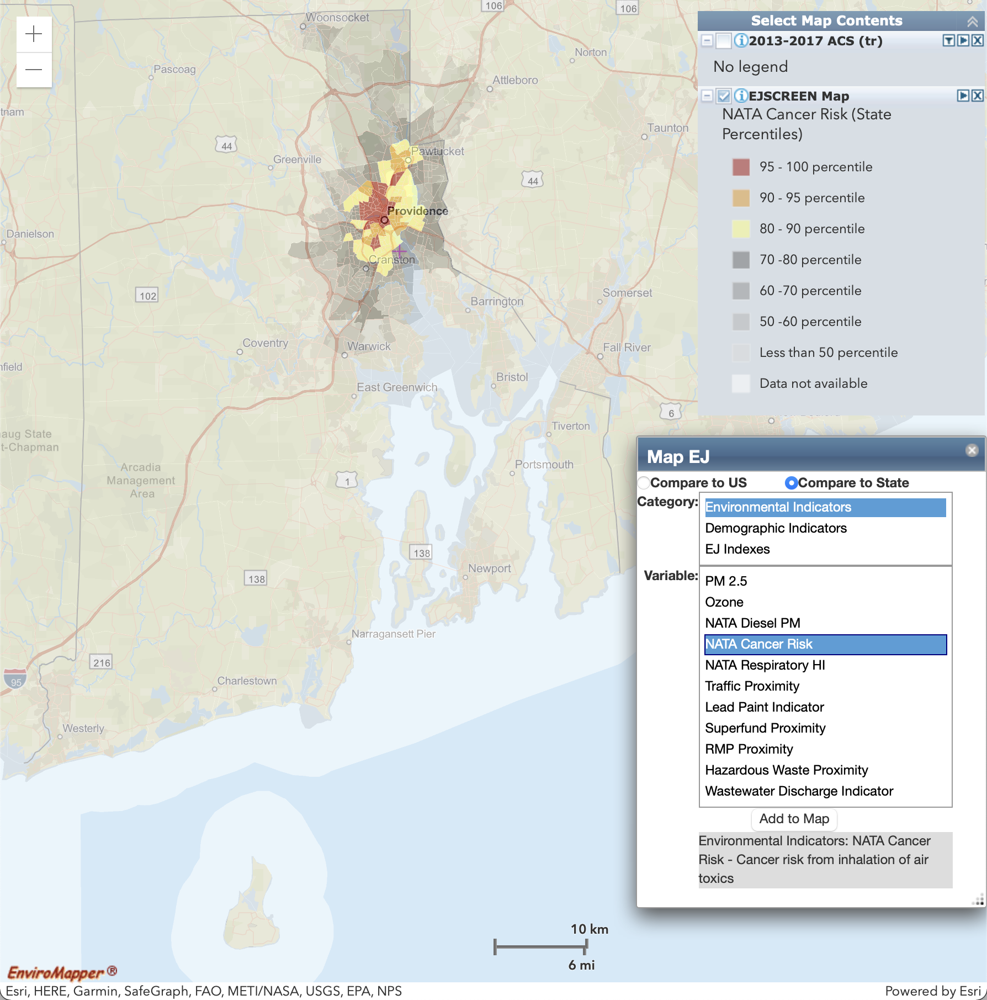 106
106
Woonsocket
Norton
Pascoag
Attleboro
tnam
Taunton
44
Pawtucket
Greenville
44
Providence
Danielson
Cranston
102
Somerset
Barrington
Coventry
Warwick
Fall River
nfield
Bristol
East Greenwich
6
Tiverton
aug State
t-Chapman
Portsmouth
Arcadia
Management
Area
1
138
Newport
138
Narragansett Pier
216
95
Charlestown
Westerly
Select Map Contents
2013-2017 ACS (tr)
No legend
EJSCREEN Map
NATA Cancer Risk (State
Percentiles)
95 - 100 percentile
90 - 95 percentile
80 - 90 percentile
70 -80 percentile
60 -70 percentile
50 -60 percentile
Less than 50 percentile
Data not available
Map EJ
Compare to US Compare to State
Category: Environmental Indicators
Demographic Indicators
EJ Indexes
Variable: PM 2.5
Ozone
NATA Diesel PM
NATA Cancer Risk
NATA Respiratory HI
Traffic Proximity
Lead Paint Indicator
Superfund Proximity
RMP Proximity
Hazardous Waste Proximity
Wastewater Discharge Indicator
Add to Map
Environmental Indicators: NATA Cancer
Risk - Cancer risk from inhalation of air
toxics
10 km
6 mi
EnviroMapper ®
Esri, HERE, Garmin, SafeGraph, FAO, METI/NASA, USGS, EPA, NPS
Powered by Esri